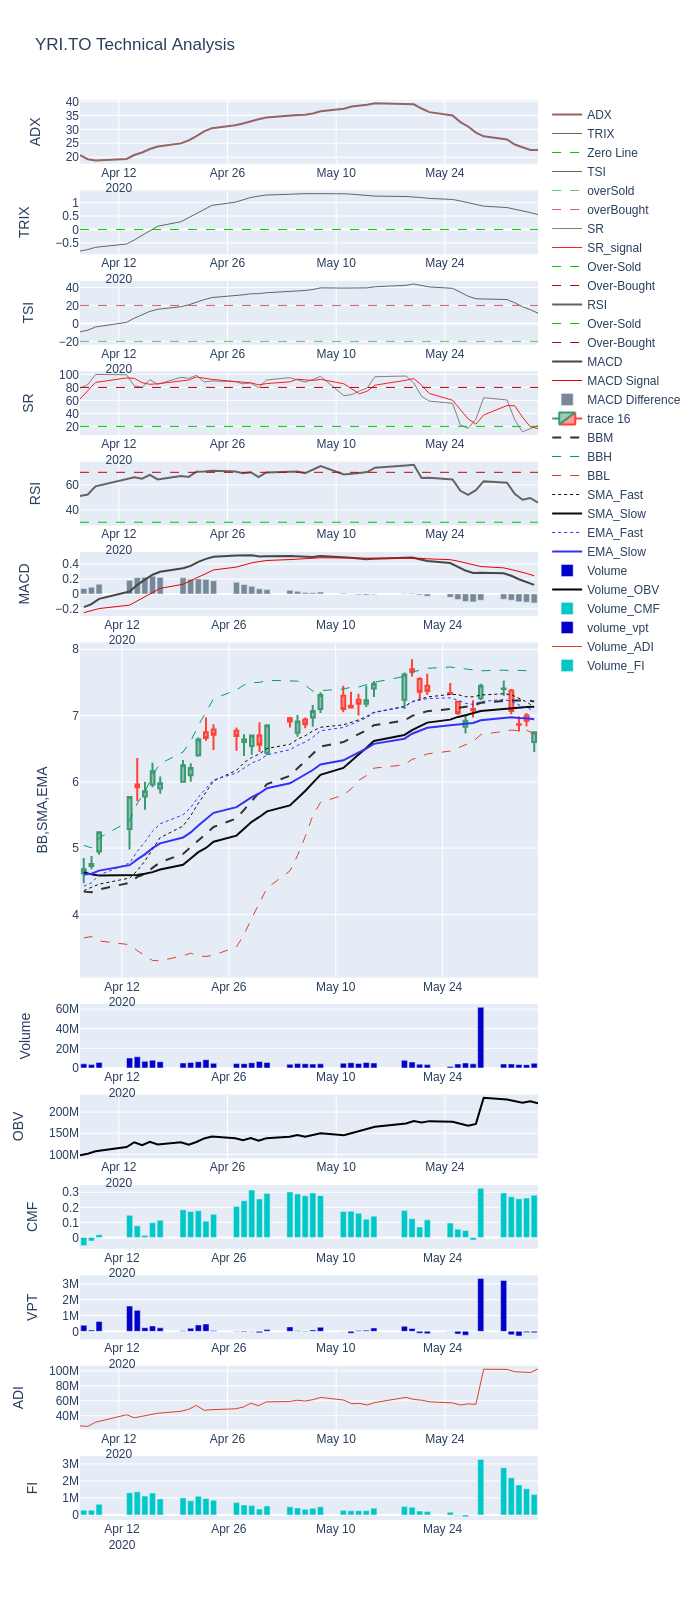 YRI.TO Technical Analysis
ADX
40
35
30
25
20
Apr 12
2020
Apr 26
May 10
May 24
TRIX
1
0.5
0
−0.5
Apr 12
2020
Apr 26
May 10
May 24
TSI
40
20
0
−20
Apr 12
2020
Apr 26
May 10
May 24
SR
100
80
60
40
20
Apr 12
2020
Apr 26
May 10
May 24
RSI
60
40
Apr 12
2020
Apr 26
May 10
May 24
MACD
0.4
0.2
0
−0.2
Apr 12
2020
Apr 26
May 10
May 24
BB,SMA,EMA
8
7
6
5
4
Apr 12
2020
Apr 26
May 10
May 24
Volume
60M
40M
20M
0
Apr 12
2020
Apr 26
May 10
May 24
OBV
200M
150M
100M
Apr 12
2020
Apr 26
May 10
May 24
CMF
0.3
0.2
0.1
0
Apr 12
2020
Apr 26
May 10
May 24
VPT
3M
2M
1M
0
Apr 12
2020
Apr 26
May 10
May 24
ADI
100M
80M
60M
40M
Apr 12
2020
Apr 26
May 10
May 24
FI
3M
2M
1M
0
Apr 12
2020
Apr 26
May 10
May 24
ADX
TRIX
Zero Line
TSI
overSold
overBought
SR
SR_signal
Over-Sold
Over-Bought
RSI
Over-Sold
Over-Bought
MACD
MACD Signal
MACD Difference
trace 16
BBM
BBH
BBL
SMA_Fast
SMA_Slow
EMA_Fast
EMA_Slow
Volume
Volume_OBV
Volume_CMF
volume_vpt
Volume_ADI
Volume_FI